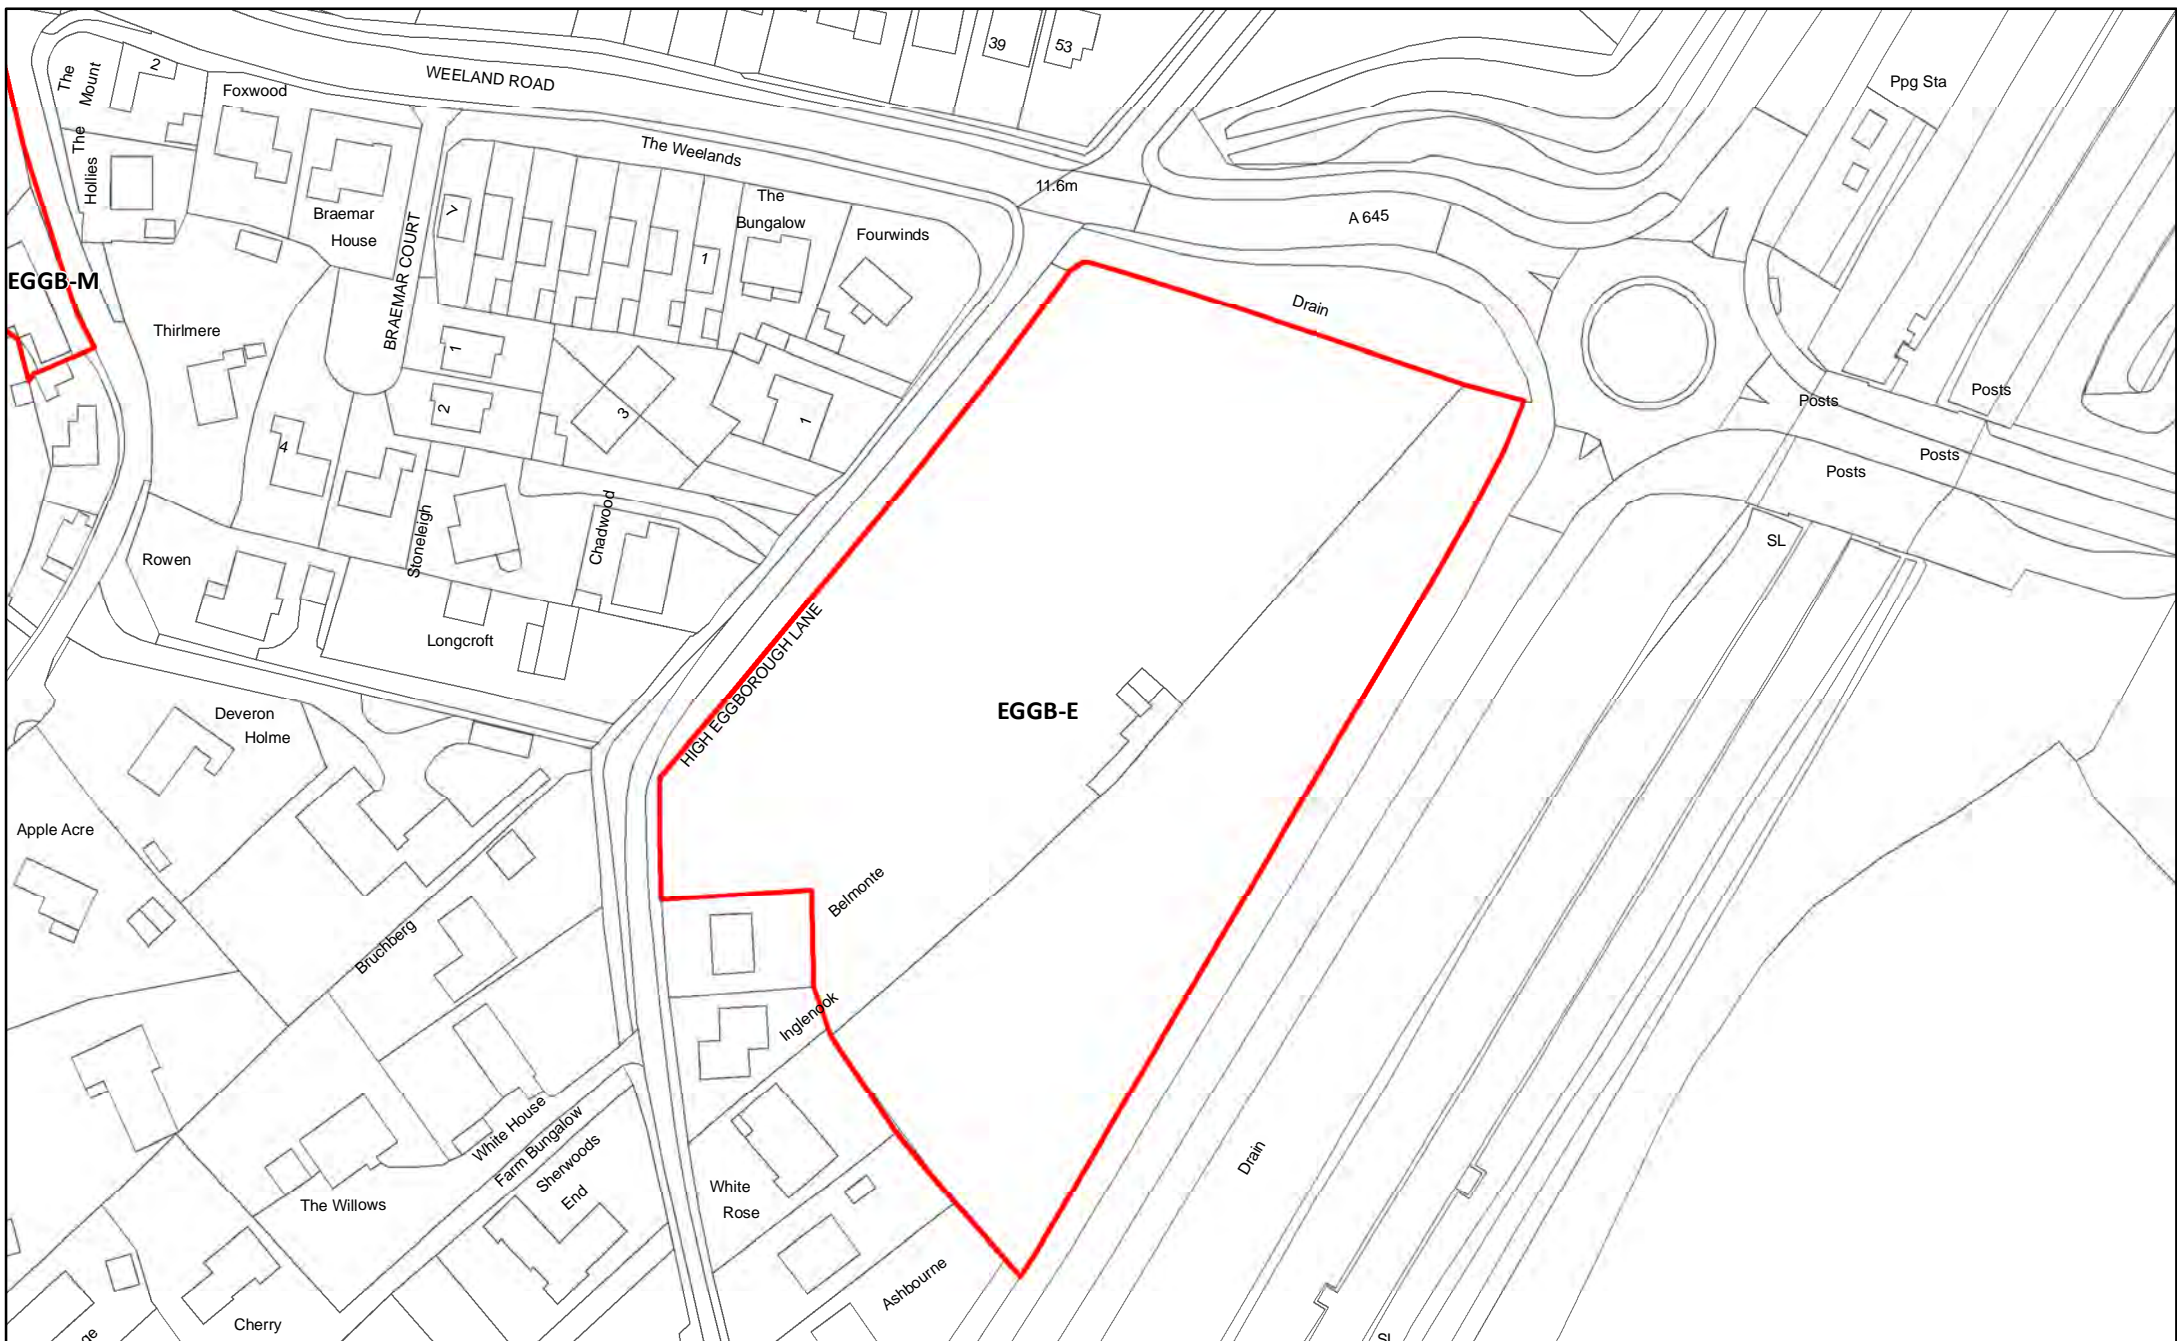 39
53
WEELAND ROAD
The
Mount
2
Foxwood
Ppg Sta
The
Hollies
The Weelands
11.6m
A 645
Braemar
House
BRAEMAR COURT
7
1
The
Bungalow
Fourwinds
EGGB-M
Thirlmere
Drain
1
2
3
1
4
Posts
Posts
Posts
Posts
Stoneleigh
Chadwood
SL
Rowen
Longcroft
HIGH EGGBOROUGH LANE
Deveron
Holme
EGGB-E
Apple Acre
Belmonte
Bruchberg
Inglenook
White House
Farm Bungalow
Sherwoods
End
The Willows
White
Rose
Drain
Ashbourne
Cherry
SL